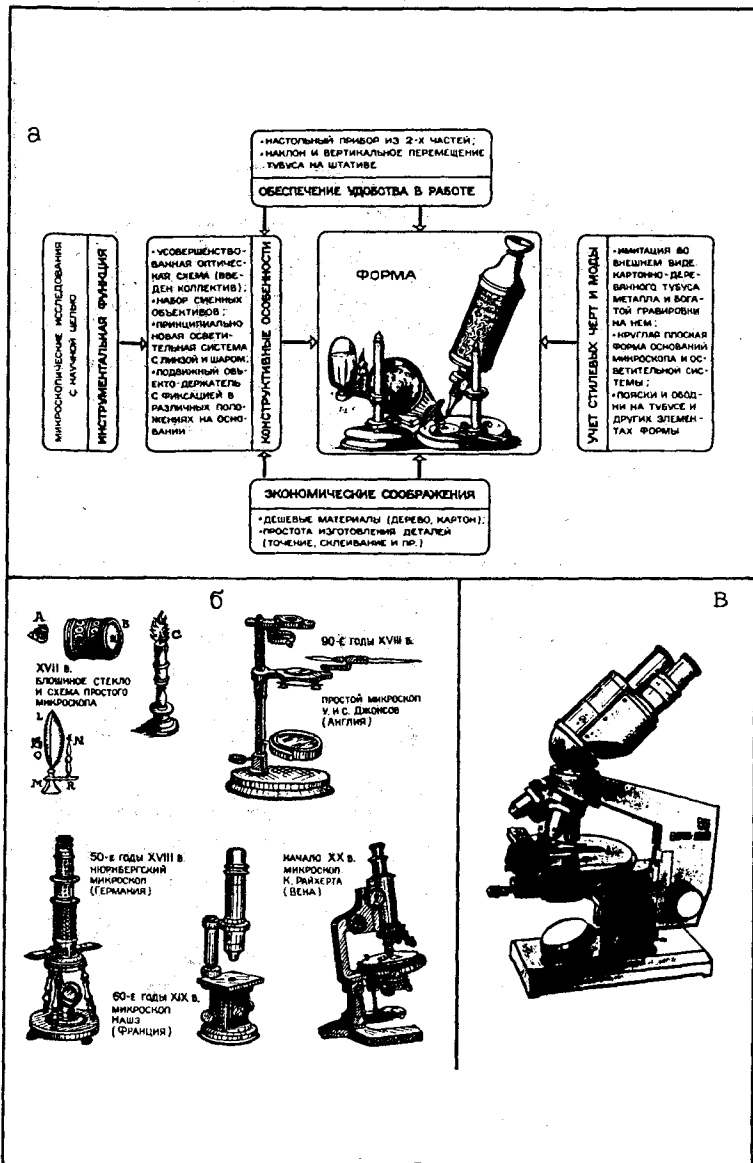 а
•НАСТОЛЬНЫЙ ПРИБОР ИЗ 2-Х ЧАСТЕЙ;
•НАКЛОН И ВЕРТИКАЛЬНОЕ ПЕРЕМЕЩЕНИЕ
ТУБУСА НА ШТАТИВЕ
ОБЕСПЕЧЕНИЕ УДОБСТВА В РАБОТЕ
МИКРОСКОПИЧЕСКИЕ ИССЛЕДОВАНИЯ
С НАУЧНОЙ ЦЕЛЬЮ
ИНСТРУМЕНТАЛЬНАЯ ФУНКЦИЯ
•УСОВЕРШЕНСТВО-
ВАННАЯ ОПТИЧЕС-
КАЯ СХЕМА (ВВЕ-
ДЕН КОЛЛЕКТИВ);
•НАБОР СМЕННЫХ
ОБЪЕКТИВОВ;
•ПРИНЦИПИАЛЬНО
НОВАЯ ОСВЕТИ-
ТЕЛЬНАЯ СИСТЕМА
С ЛИНЗОЙ И ШАРОМ;
•ПОДВИЖНЫЙ ОБЪ-
ЕКТО-ДЕРЖАТЕЛЬ
С ФИКСАЦИЕЙ В
РАЗЛИЧНЫХ ПОЛО-
ЖЕНИЯХ НА ОСНО-
ВАНИИ
КОНСТРУКТИВНЫЕ ОСОБЕННОСТИ
ФОРМА
УЧЕТ СТИЛЕВЫХ ЧЕРТ И МОДЫ
•ИМИТАЦИЯ ВО
ВНЕШНЕМ ВИДЕ
КАРТОННО-ДЕРЕ-
ВЯННОГО ТУБУСА
МЕТАЛЛА И БОГА-
ТОЙ ГРАВИРОВКИ
НА НЕМ;
•КРУГЛАЯ ПЛОСКАЯ
ФОРМА ОСНОВАНИЙ
МИКРОСКОПА И ОС-
ВЕТИТЕЛЬНОЙ СИС-
ТЕМЫ;
•ПОЯСКИ И ОБОД-
КИ НА ТУБУСЕ И
ДРУГИХ ЭЛЕМЕН-
ТАХ ФОРМЫ
ЭКОНОМИЧЕСКИЕ СООБРАЖЕНИЯ
•ДЕШЕВЫЕ МАТЕРИАЛЫ (ДЕРЕВО, КАРТОН);
•ПРОСТОТА ИЗГОТОВЛЕНИЯ ДЕТАЛЕЙ
(ТОЧЕНИЕ, СКЛЕИВАНИЕ И ПР.)
б
A
B
C
XVII В.
БЛОШИНОЕ СТЕКЛО
И СХЕМА ПРОСТОГО
МИКРОСКОПА
L
N
O
M
R
90-Е ГОДЫ XVIII В.
ПРОСТОЙ МИКРОСКОП
У. И С. ДЖОНСОВ
(АНГЛИЯ)
50-Е ГОДЫ XVIII В.
НЮРНБЕРГСКИЙ
МИКРОСКОП
(ГЕРМАНИЯ)
60-Е ГОДЫ XIX В.
МИКРОСКОП
НАШЭ
(ФРАНЦИЯ)
НАЧАЛО XX В.
МИКРОСКОП
К. РАЙХЕРТА
(ВЕНА)
В